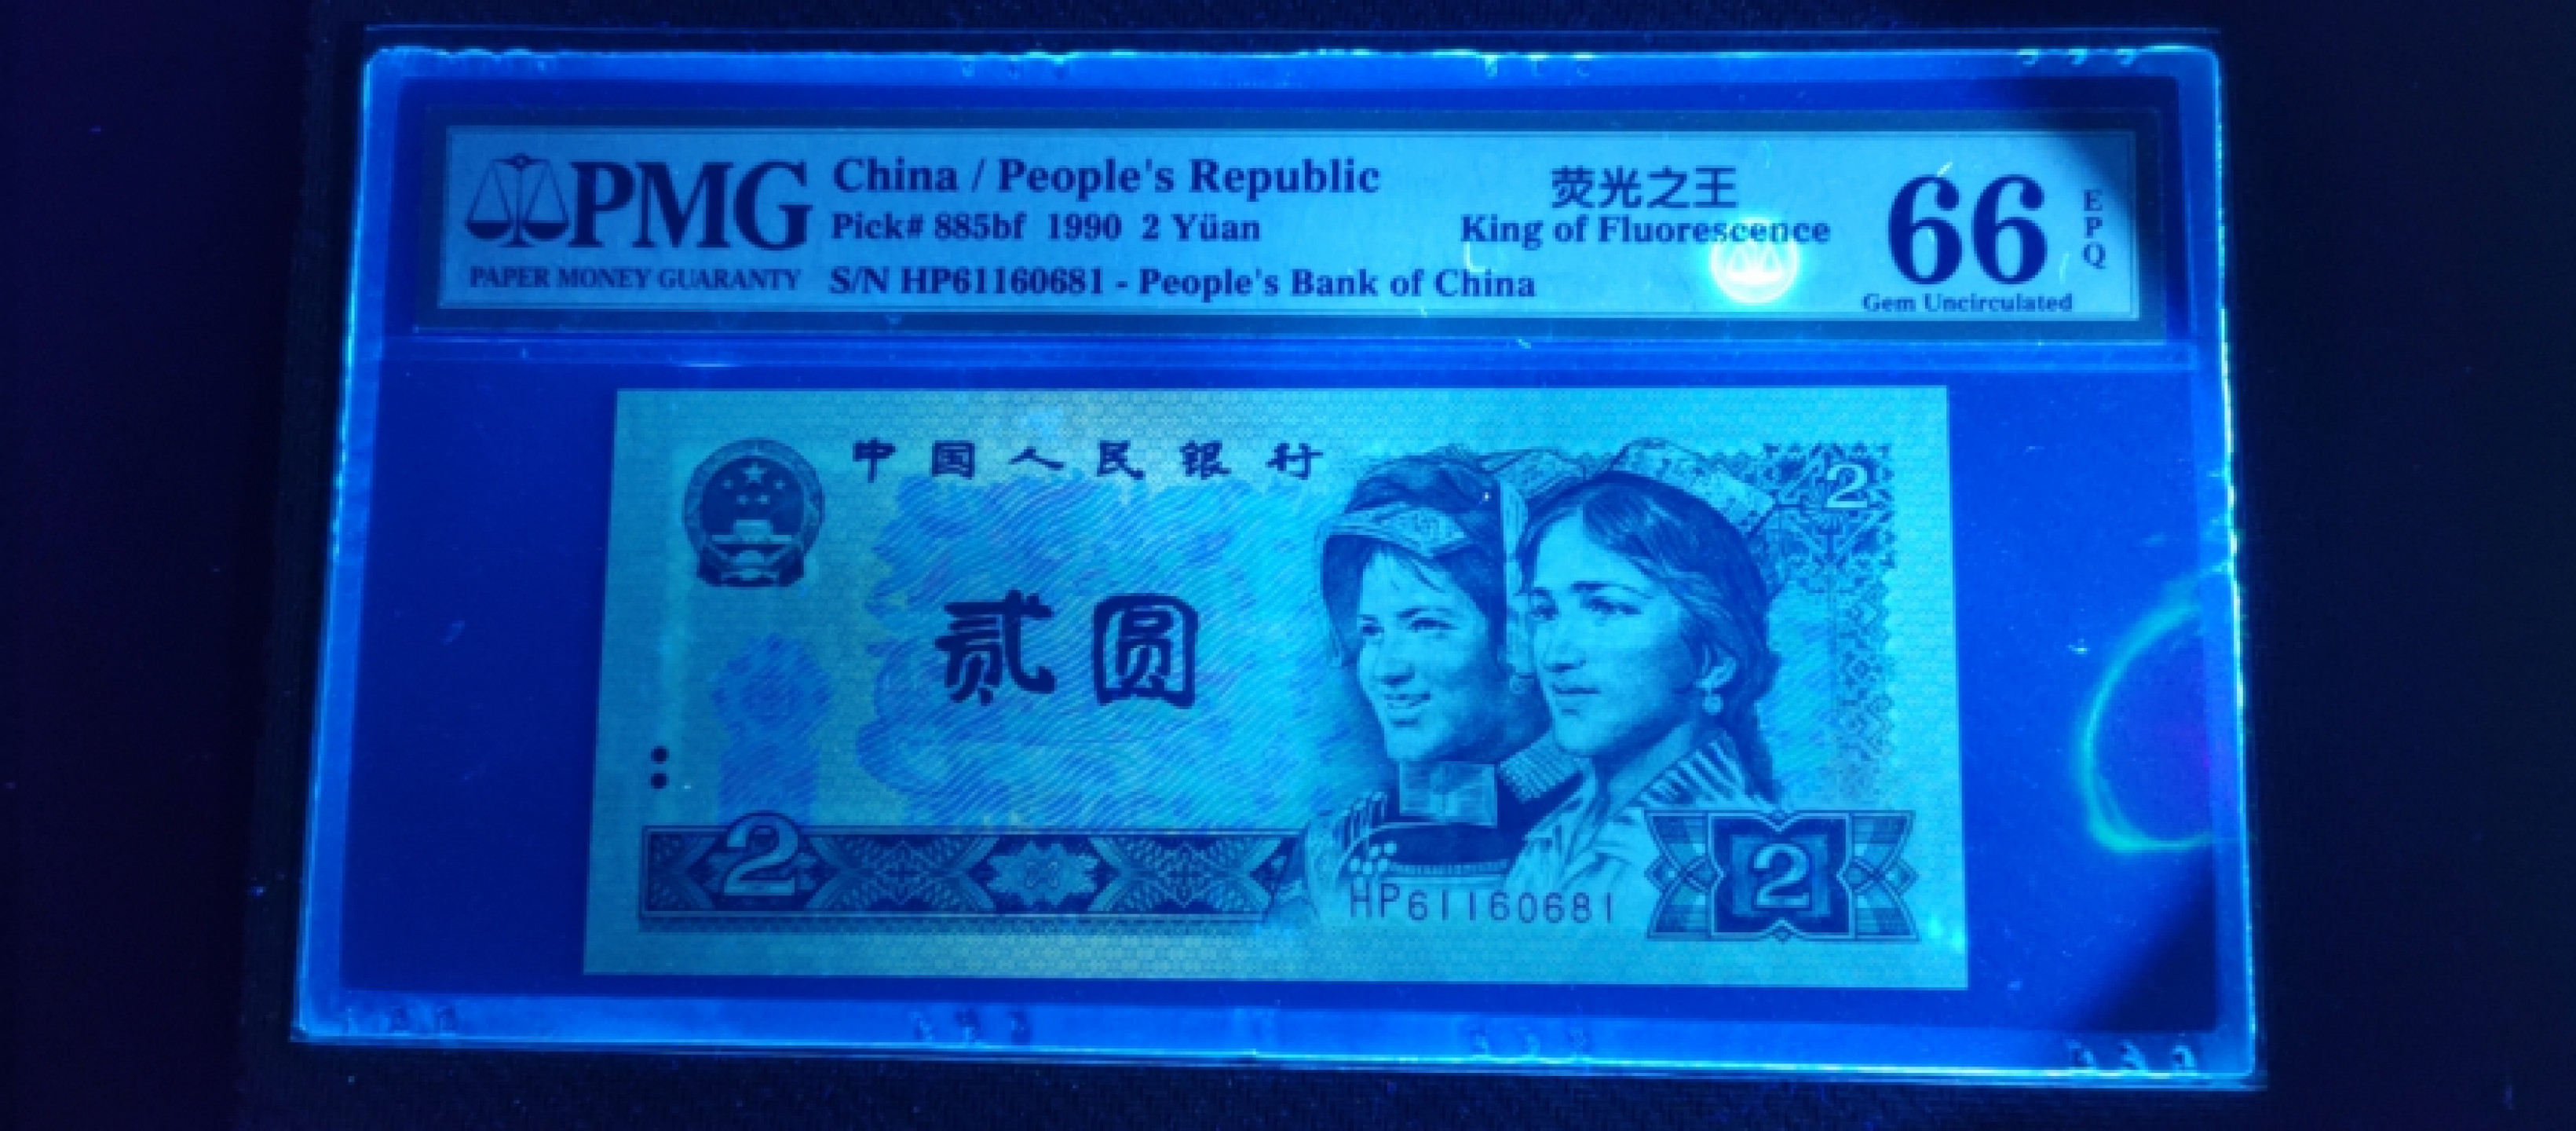 PMG
PAPER MONEY GUARANTY
China / People's Republic
Pick# 885bf 1990 2 Yüan
S/N HP61160681 - People's Bank of China
荧光之王
King of Fluorescence
66
EPQ
Gem Uncirculated
中国人民银行
2
贰圆
2
HP61160681
2